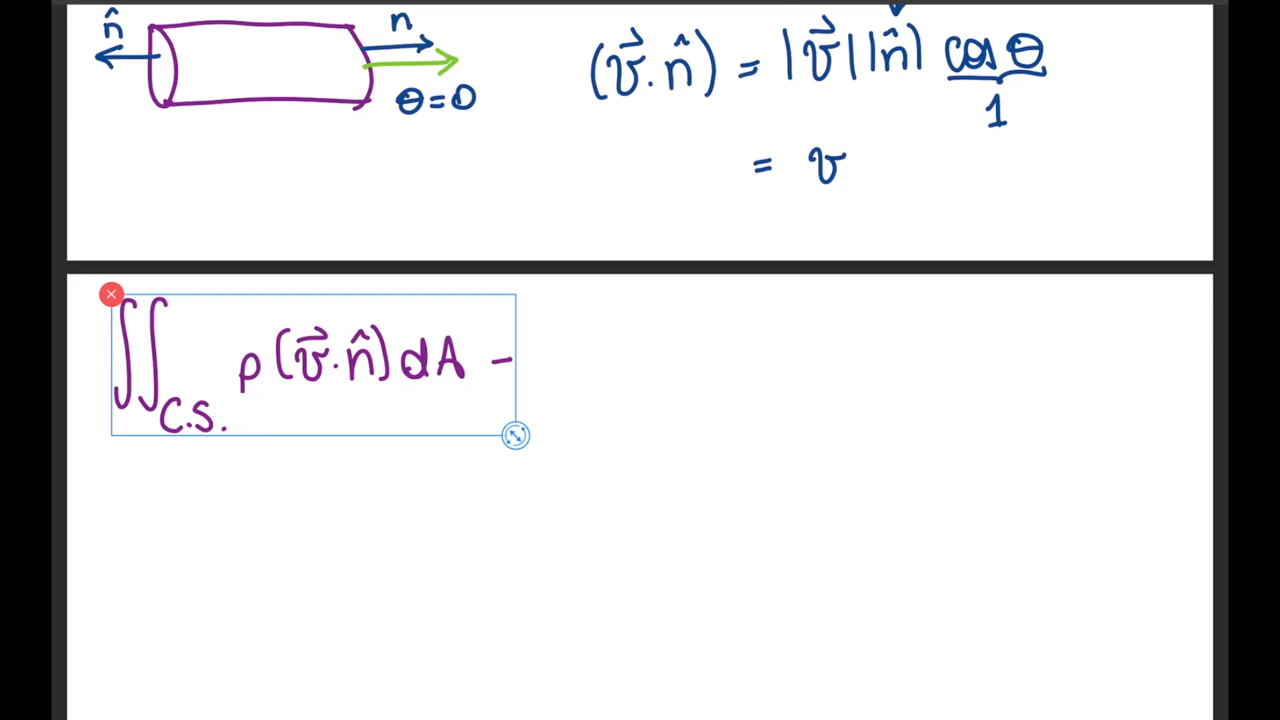 n̂
n
θ = 0
(v⃗ . n̂) = |v⃗| |n̂| cos θ
1
= v
∬C.S. ρ (v⃗ . n̂) dA -